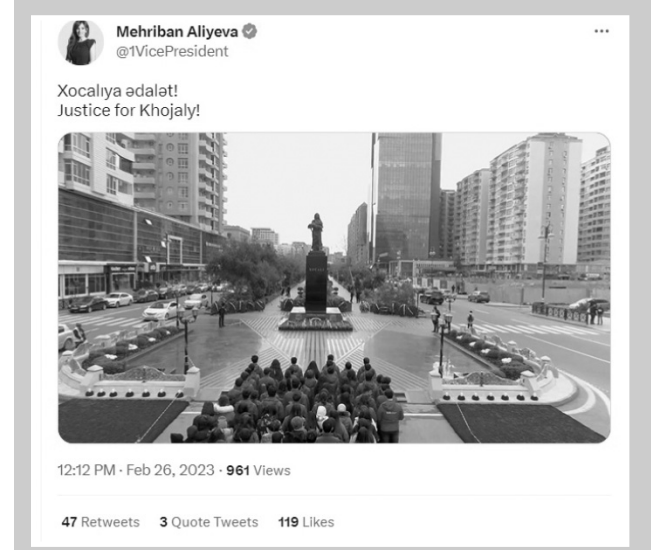 Mehriban Aliyeva
@1VicePresident
Xocalıya ədalət!
Justice for Khojaly!
12:12 PM · Feb 26, 2023 · 961 Views
47 Retweets 3 Quote Tweets 119 Likes